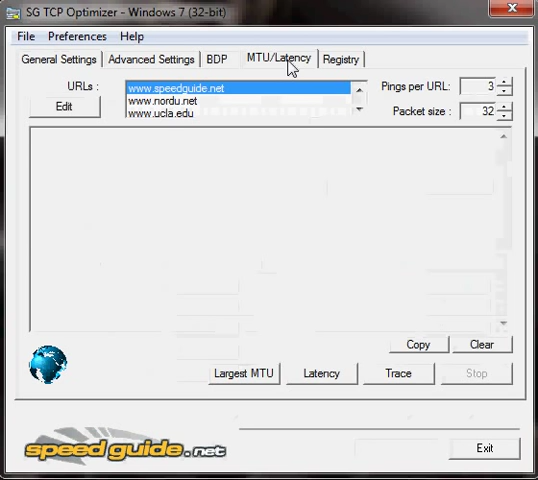 SG TCP Optimizer - Windows 7 (32-bit)
File Preferences Help
General Settings Advanced Settings BDP MTU/Latency Registry
URLs : www.speedguide.net Pings per URL: 3
Edit www.nordu.net
www.ucla.edu Packet size : 32
Copy Clear
Largest MTU Latency Trace Stop
speedguide.net Exit